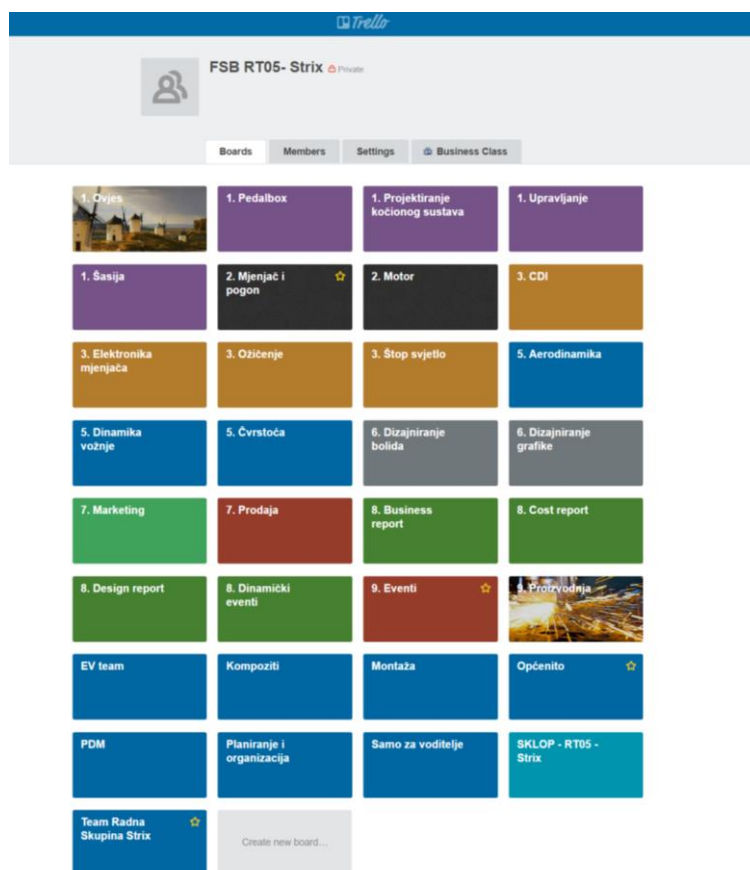 Trello
FSB RT05- Strix Private
Boards Members Settings Business Class
1. Ovjes
1. Pedalbox
1. Projektiranje
kočionog sustava
1. Upravljanje
1. Šasija
2. Mjenjač i
pogon
2. Motor
3. CDI
3. Elektronika
mjenjača
3. Ožičenje
3. Štop svjetlo
5. Aerodinamika
5. Dinamika
vožnje
5. Čvrstoća
6. Dizajniranje
bolida
6. Dizajniranje
grafike
7. Marketing
7. Prodaja
8. Business
report
8. Cost report
8. Design report
8. Dinamički
eventi
9. Eventi
9. Proizvodnja
EV team
Kompoziti
Montaža
Općenito
PDM
Planiranje i
organizacija
Samo za voditelje
SKLOP - RT05 -
Strix
Team Radna
Skupina Strix
Create new board...